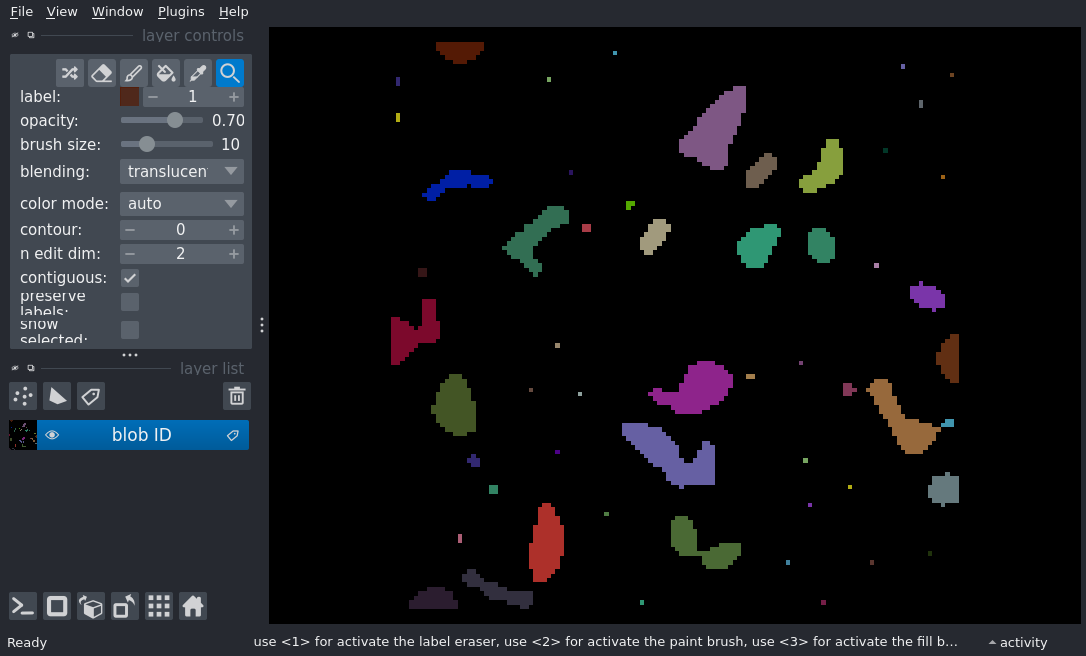 File View Window Plugins Help
layer controls
label: 1
opacity: 0.70
brush size: 10
blending: translucen
color mode: auto
contour: 0
n edit dim: 2
contiguous:
preserve
labels:
show
selected:
layer list
blob ID
Ready use <1> for activate the label eraser, use <2> for activate the paint brush, use <3> for activate the fill b... activity